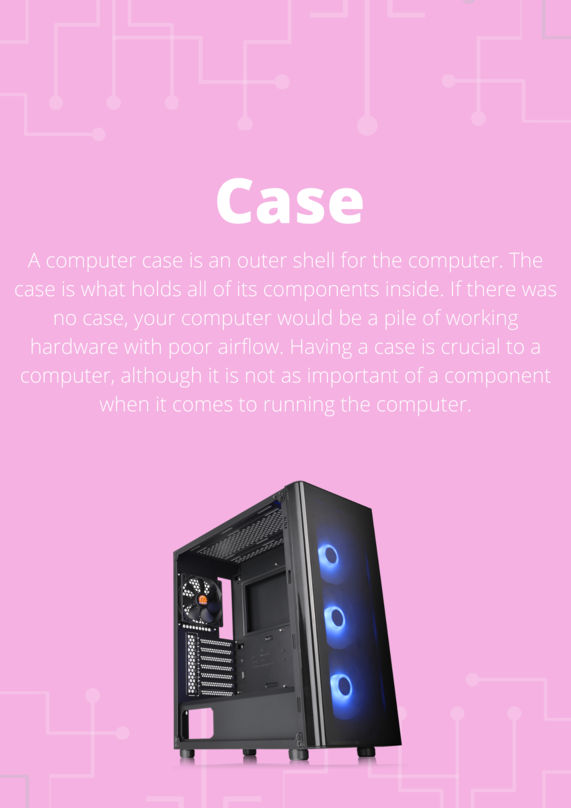 Case
A computer case is an outer shell for the computer. The
case is what holds all of its components inside. If there was
no case, your computer would be a pile of working
hardware with poor airflow. Having a case is crucial to a
computer, although it is not as important of a component
when it comes to running the computer.